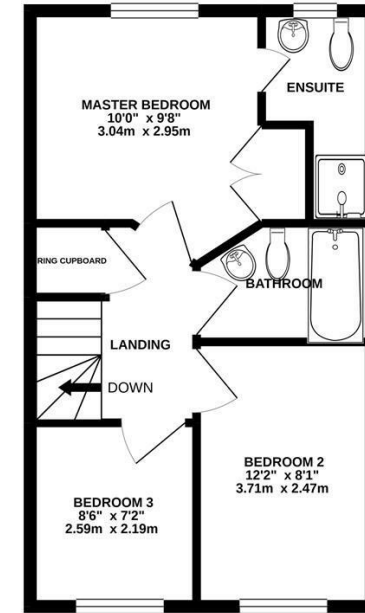 MASTER BEDROOM
10'0" x 9'8"
3.04m x 2.95m
ENSUITE
RING CUPBOARD
BATHROOM
LANDING
DOWN
BEDROOM 2
12'2" x 8'1"
3.71m x 2.47m
BEDROOM 3
8'6" x 7'2"
2.59m x 2.19m